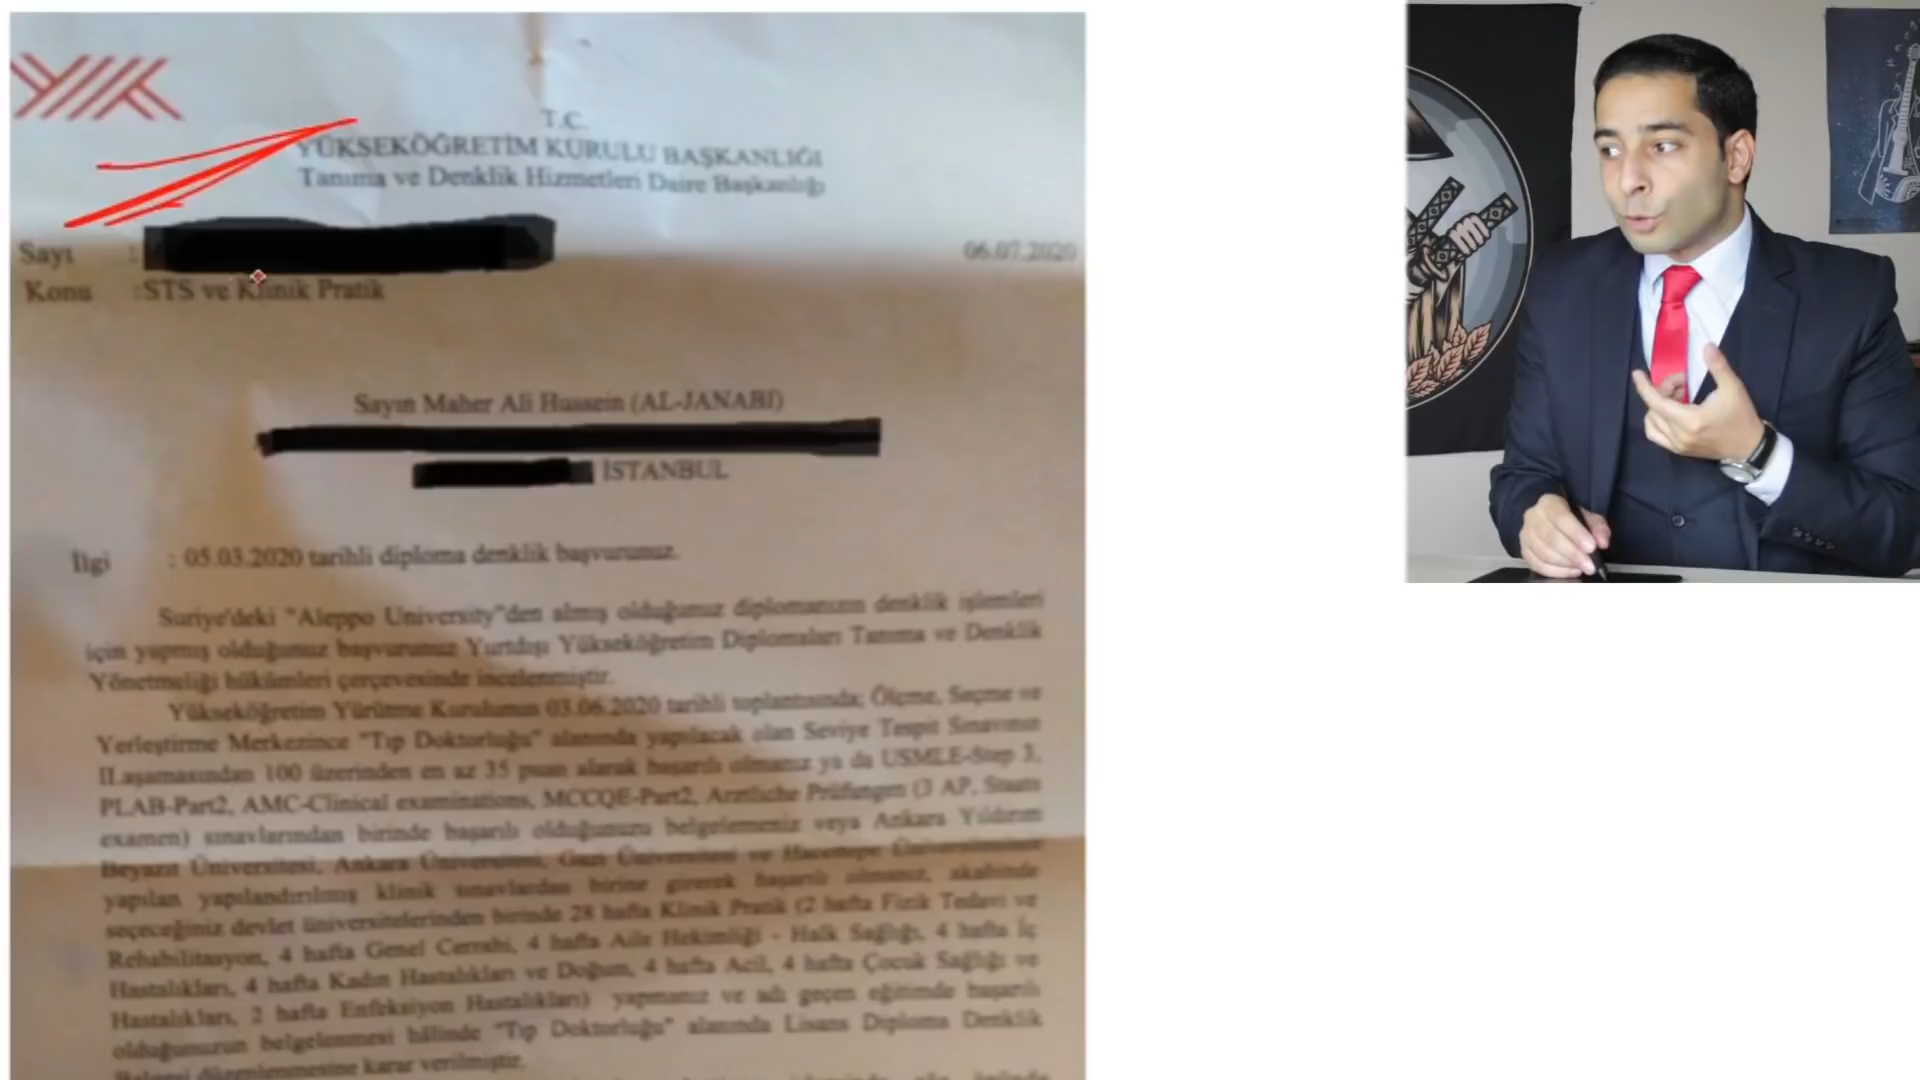 T.C.
YÜKSEKÖĞRETİM KURULU BAŞKANLIĞI
Tanıma ve Denklik Hizmetleri Daire Başkanlığı
Sayı :
06.07.2020
Konu :STS ve Klinik Pratik
Sayın Maher Ali Hussein (AL-JANABI)
İSTANBUL
İlgi : 05.03.2020 tarihli diploma denklik başvurunuz.
Suriye'deki "Aleppo University"den almış olduğunuz diplomanızın denklik işlemleri
için yapmış olduğunuz başvurunuz Yurtdışı Yükseköğretim Diplomaları Tanıma ve Denklik
Yönetmeliği hükümleri çerçevesinde incelenmiştir.
Yükseköğretim Yürütme Kurulunun 03.06.2020 tarihli toplantısında; Ölçme, Seçme ve
Yerleştirme Merkezince "Tıp Doktorluğu" alanında yapılacak olan Seviye Tespit Sınavının
II.aşamasından 100 üzerinden en az 35 puan alarak başarılı olmanız ya da USMLE-Step 3,
PLAB-Part2, AMC-Clinical examinations, MCCQE-Part2, Arztliche Prüfungen (3 AP, Staats
examen) sınavlarından birinde başarılı olduğunuzu belgelemeniz veya Ankara Yıldırım
Beyazıt Üniversitesi, Ankara Üniversitesi, Gazi Üniversitesi ve Hacettepe Üniversitesince
yapılan yapılandırılmış klinik sınavlardan birine girerek başarılı olmanız, akabinde
seçeceğiniz devlet üniversitelerinden birinde 28 hafta Klinik Pratik (2 hafta Fizik Tedavi ve
Rehabilitasyon, 4 hafta Genel Cerrahi, 4 hafta Aile Hekimliği - Halk Sağlığı, 4 hafta İç
Hastalıkları, 4 hafta Kadın Hastalıkları ve Doğum, 4 hafta Acil, 4 hafta Çocuk Sağlığı ve
Hastalıkları, 2 hafta Enfeksiyon Hastalıkları) yapmanız ve adı geçen eğitimde başarılı
olduğunuzun belgelenmesi hâlinde "Tıp Doktorluğu" alanında Lisans Diploma Denklik
Belgesi düzenlenmesine karar verilmiştir.